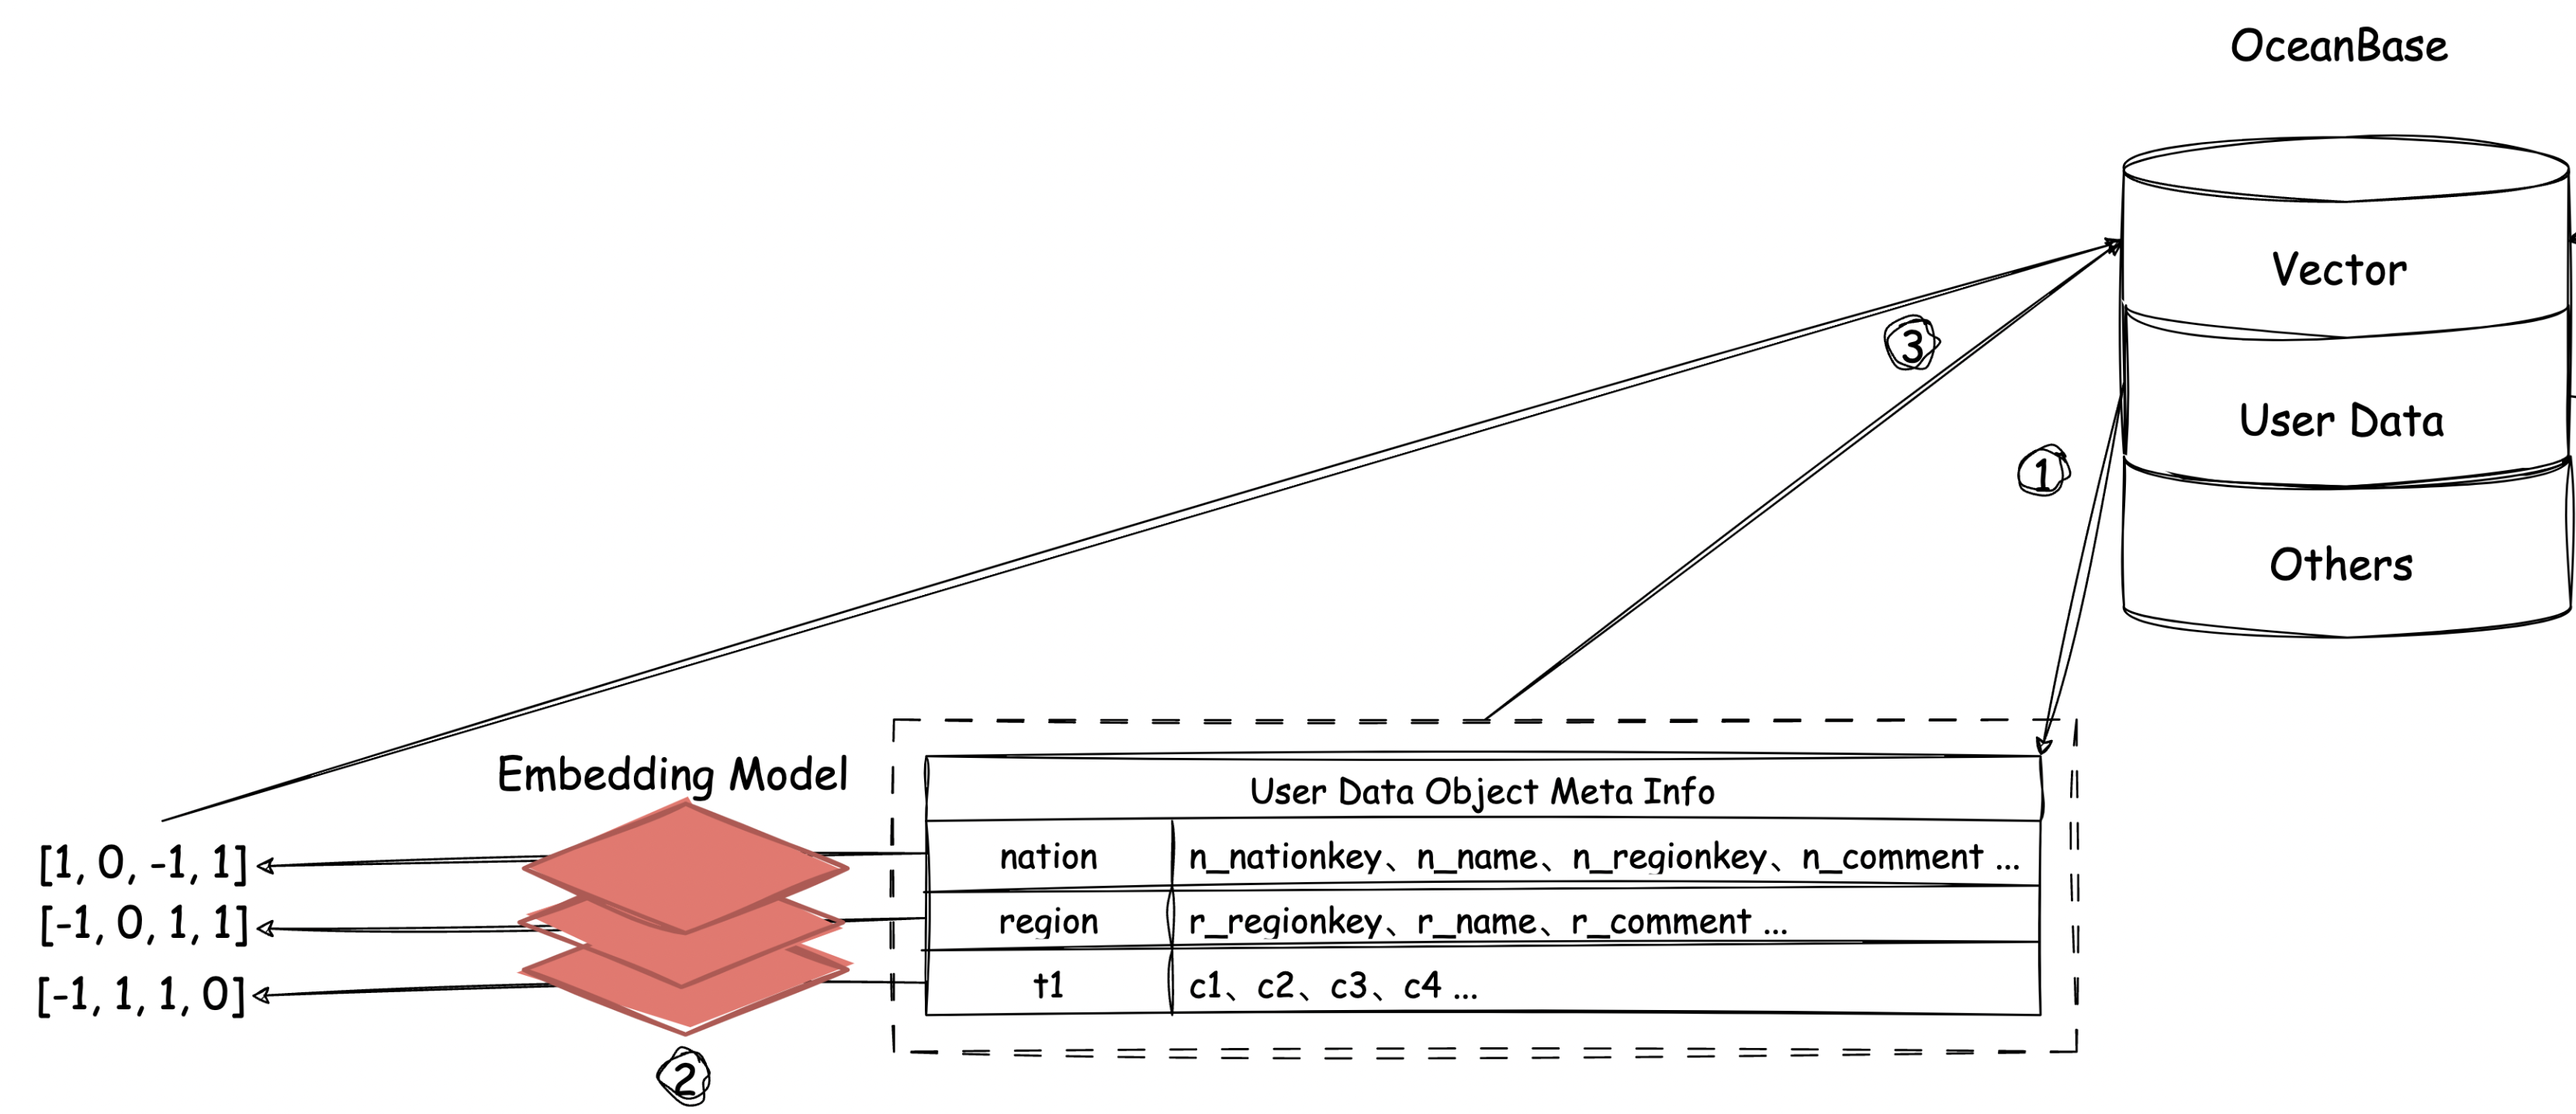 OceanBase
Vector
User Data
Others
3
1
Embedding Model
User Data Object Meta Info
nation
n_nationkey、n_name、n_regionkey、n_comment ...
region
r_regionkey、r_name、r_comment ...
t1
c1、c2、c3、c4 ...
[1, 0, -1, 1]
[-1, 0, 1, 1]
[-1, 1, 1, 0]
2